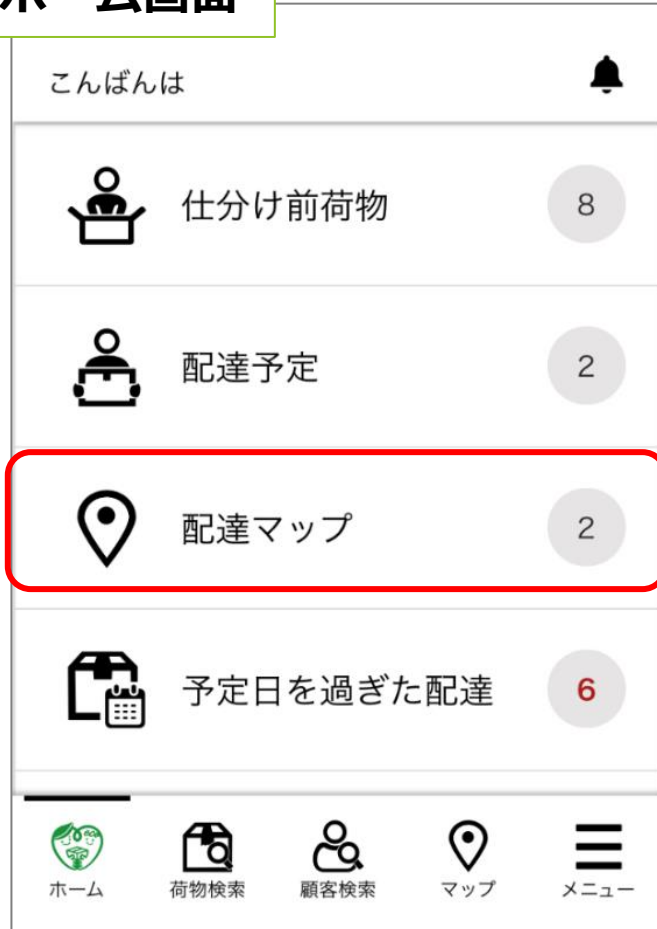 ホーム画面
こんばんは
仕分け前荷物
8
配達予定
2
配達マップ
2
予定日を過ぎた配達
6
ホーム
荷物検索
顧客検索
マップ
メニュー